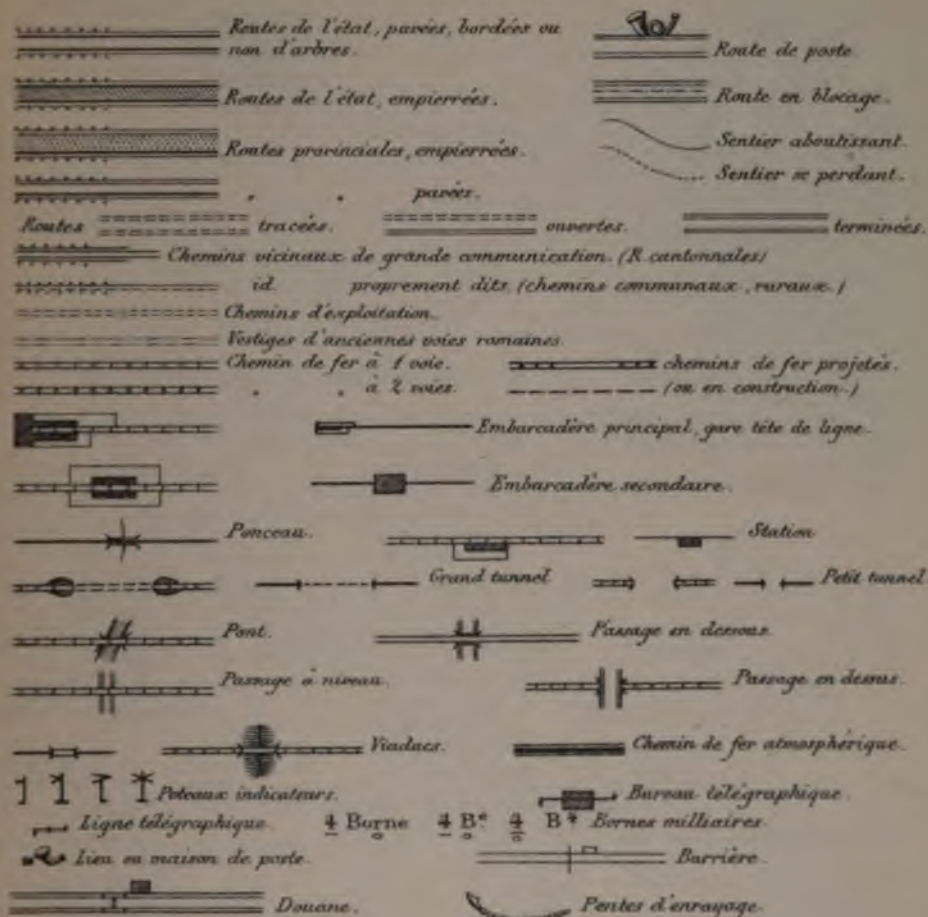 Routes de l'état, pavées, bordées ou
non d'arbres.
Route de poste.
Routes de l'état, empierrées.
Route en blocage.
Routes provinciales, empierrées.
Sentier aboutissant.
Sentier se perdant.
" " pavées.
Routes tracées. ouvertes. terminées.
Chemins vicinaux de grande communication. (R. cantonnales)
id. proprement dits (chemins communaux, ruraux.)
Chemins d'exploitation.
Vestiges d'anciennes voies romaines.
Chemin de fer à 1 voie. chemins de fer projetés.
" " à 2 voies. (ou en construction.)
Embarcadère principal, gare tête de ligne.
Embarcadère secondaire.
Ponceau. Station
Grand tunnel Petit tunnel
Pont. Passage en dessous.
Passage à niveau. Passage en dessus.
Viaducs. Chemin de fer atmosphérique.
Poteaux indicateurs. Bureau télégraphique.
Ligne télégraphique. 4 Borne 4 B.e 4 B Bornes milliaires.
Lieu ou maison de poste. Barrière.
Douane. Pentes d'enrayage.